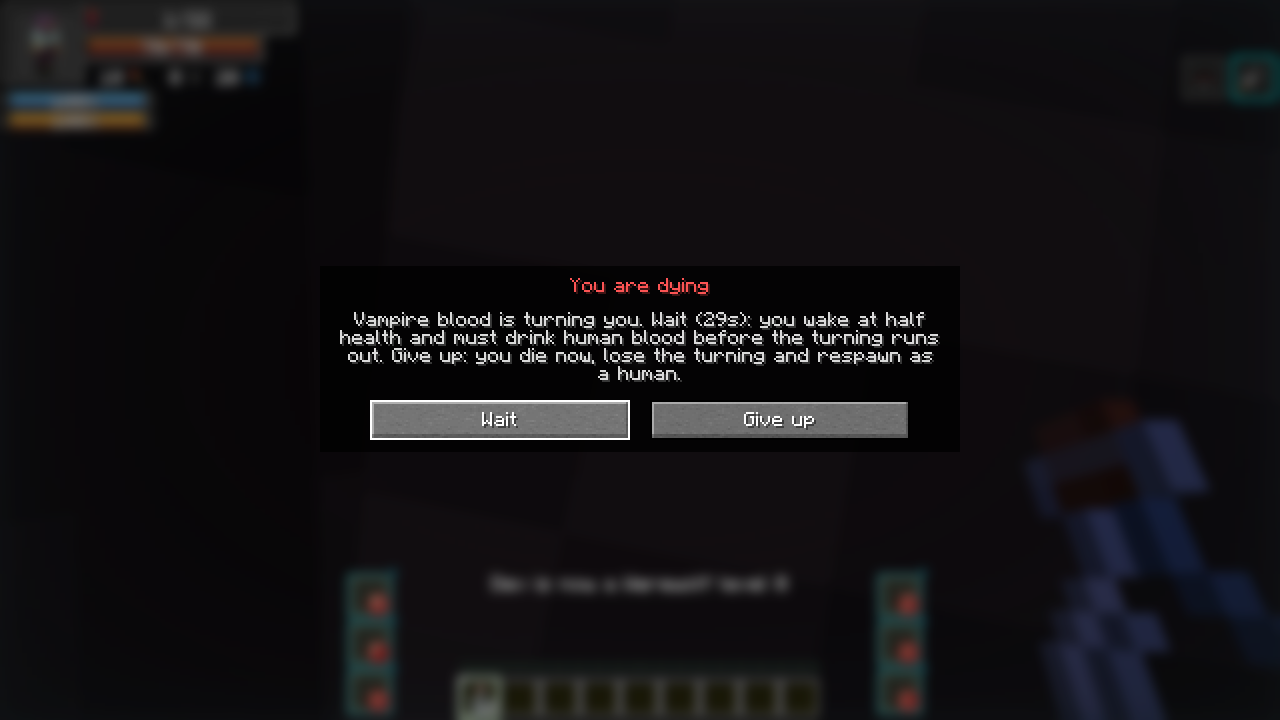 You are dying
Vampire blood is turning you. Wait (29s): you wake at half
health and must drink human blood before the turning runs
out. Give up: you die now, lose the turning and respawn as
a human.
Wait
Give up